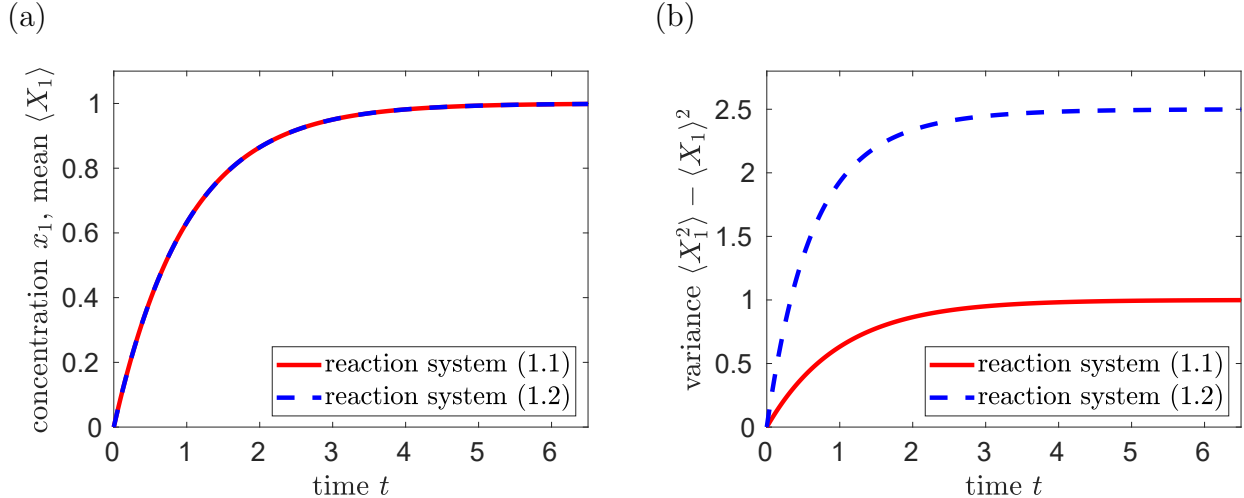 (a)
concentration x₁, mean ⟨X₁⟩
1
0.8
0.6
0.4
0.2
0
0 1 2 3 4 5 6
time t
reaction system (1.1)
reaction system (1.2)
(b)
variance ⟨X₁²⟩ − ⟨X₁⟩²
2.5
2
1.5
1
0.5
0
0 1 2 3 4 5 6
time t
reaction system (1.1)
reaction system (1.2)